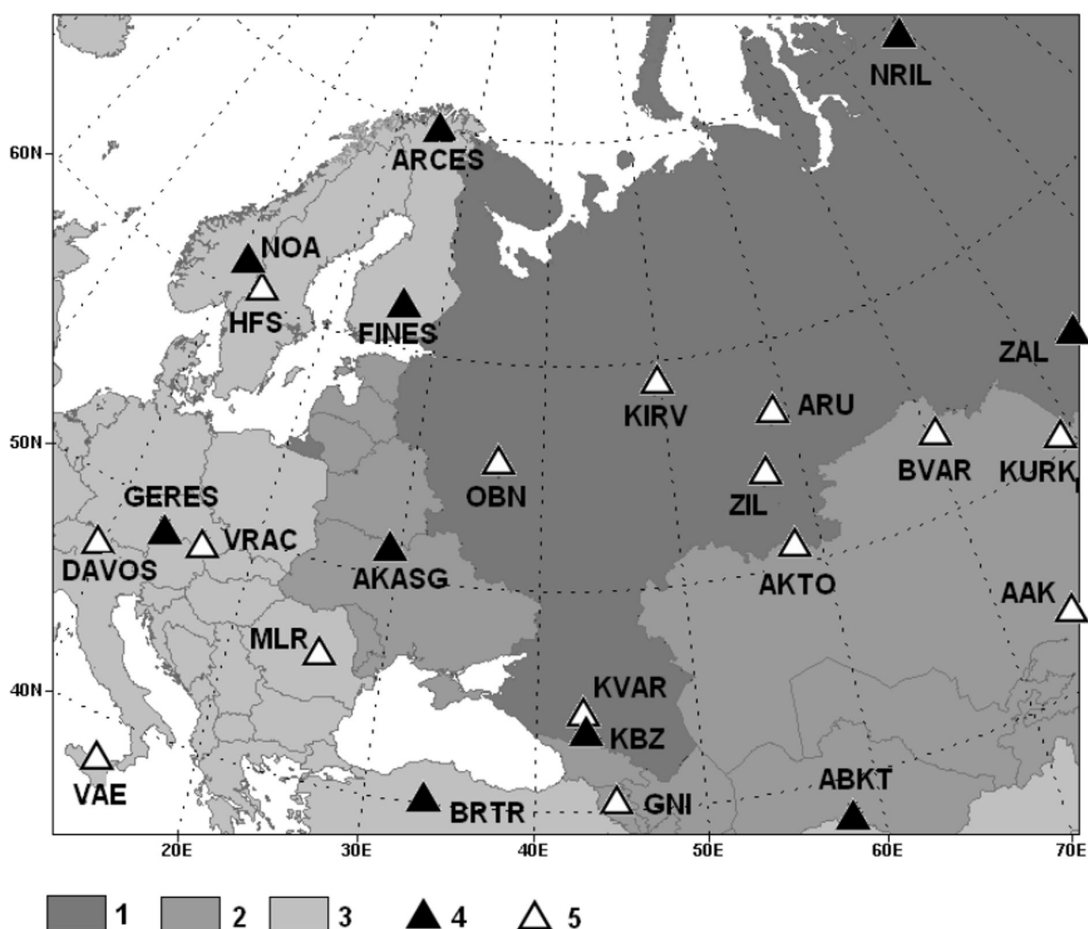 NRIL
60N
ARCES
NOA
HFS
FINES
ZAL
KIRV
ARU
50N
OBN
ZIL
BVAR
KURK
GERES
DAVOS
VRAC
AKASG
AKTO
AAK
MLR
40N
KVAR
KBZ
VAE
BRTR
GNI
ABKT
20E 30E 40E 50E 60E 70E
1 2 3 4 5